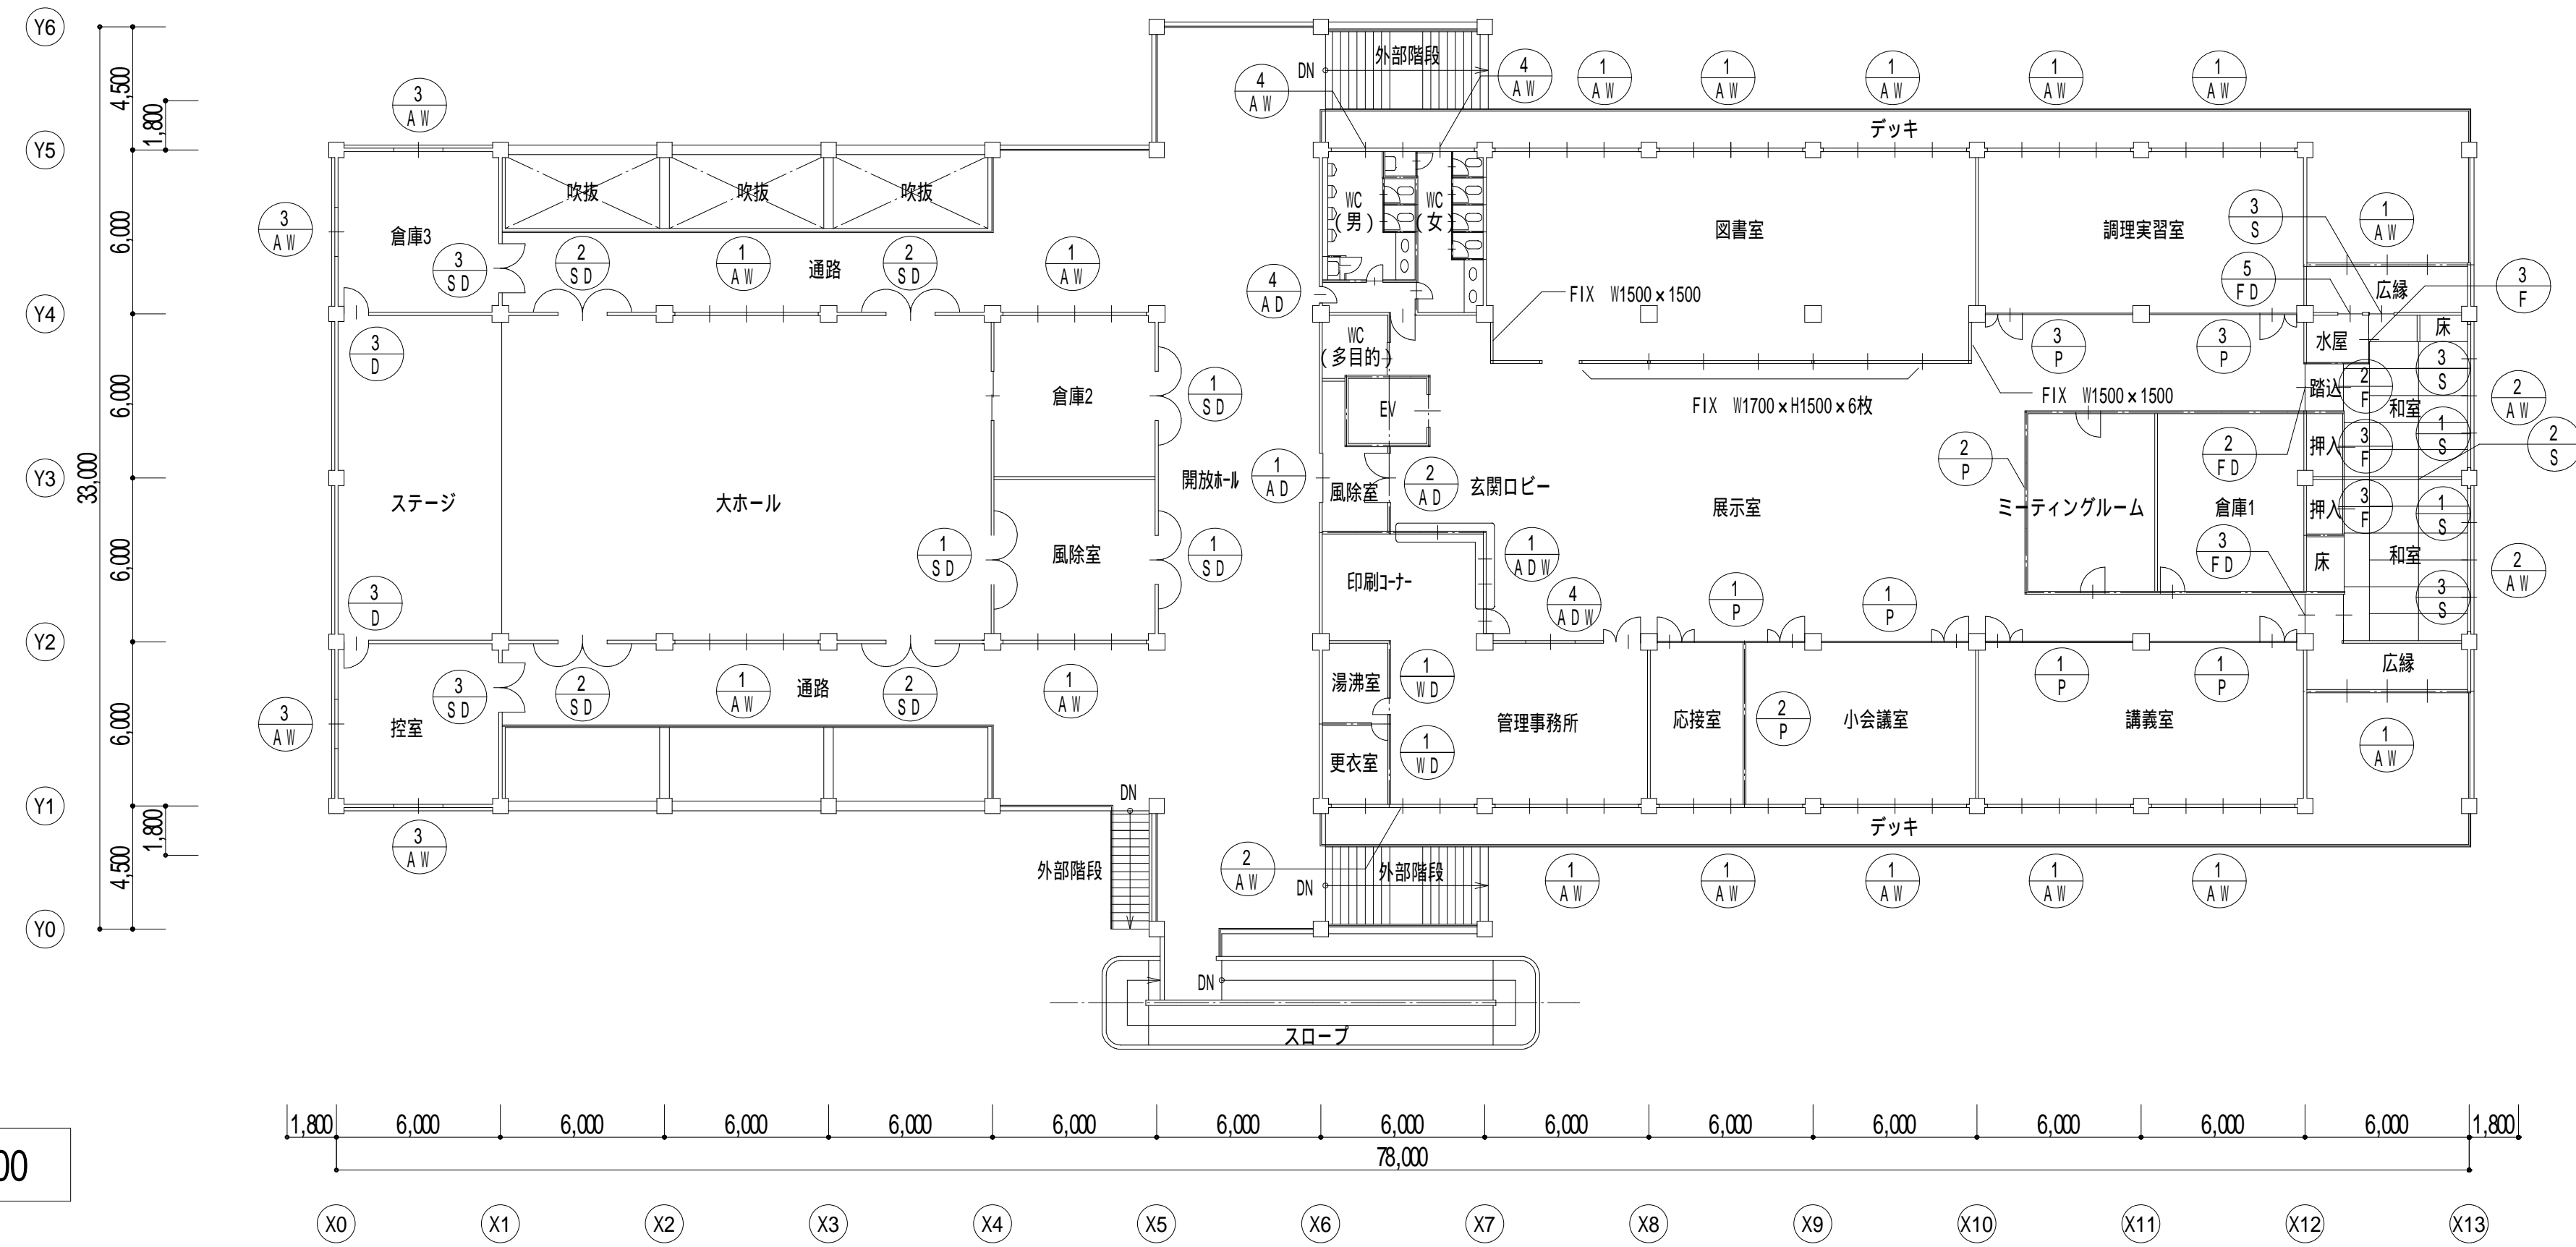 Y6
外部階段
DN
4
AW
4
AW
1
AW
1
AW
1
AW
1
AW
1
AW
4,500
1,800
3
AW
デッキ
Y5
吹抜
吹抜
吹抜
WC
(男)
WC
(女)
3
AW
倉庫3
6,000
図書室
調理実習室
3
S
1
AW
3
SD
2
SD
1
AW
通路
2
SD
1
AW
4
AD
5
FD
広縁
3
F
FIX W1500×1500
Y4
3
D
WC
(多目的)
3
P
3
P
水屋
床
3
S
6,000
倉庫2
1
SD
EV
FIX W1700×H1500×6枚
FIX W1500×1500
踏込
2
F
和室
2
AW
33,000
2
P
2
FD
押入
3
F
1
S
2
S
Y3
ステージ
大ホール
開放ホール
1
AD
風除室
2
AD
玄関ロビー
展示室
ミーティングルーム
倉庫1
押入
3
F
1
S
6,000
1
SD
風除室
1
SD
印刷コーナー
1
ADW
3
FD
床
和室
2
AW
3
D
4
ADW
1
P
1
P
3
S
Y2
6,000
3
SD
2
SD
1
AW
通路
2
SD
1
AW
湯沸室
1
WD
1
P
1
P
広縁
3
AW
控室
管理事務所
応接室
2
P
小会議室
講義室
更衣室
1
WD
1
AW
Y1
DN
1,800
4,500
3
AW
デッキ
外部階段
2
AW
DN
外部階段
1
AW
1
AW
1
AW
1
AW
1
AW
Y0
DN
スロープ
1,800
6,000
6,000
6,000
6,000
6,000
6,000
6,000
6,000
6,000
6,000
6,000
6,000
6,000
1,800
78,000
00
X0
X1
X2
X3
X4
X5
X6
X7
X8
X9
X10
X11
X12
X13